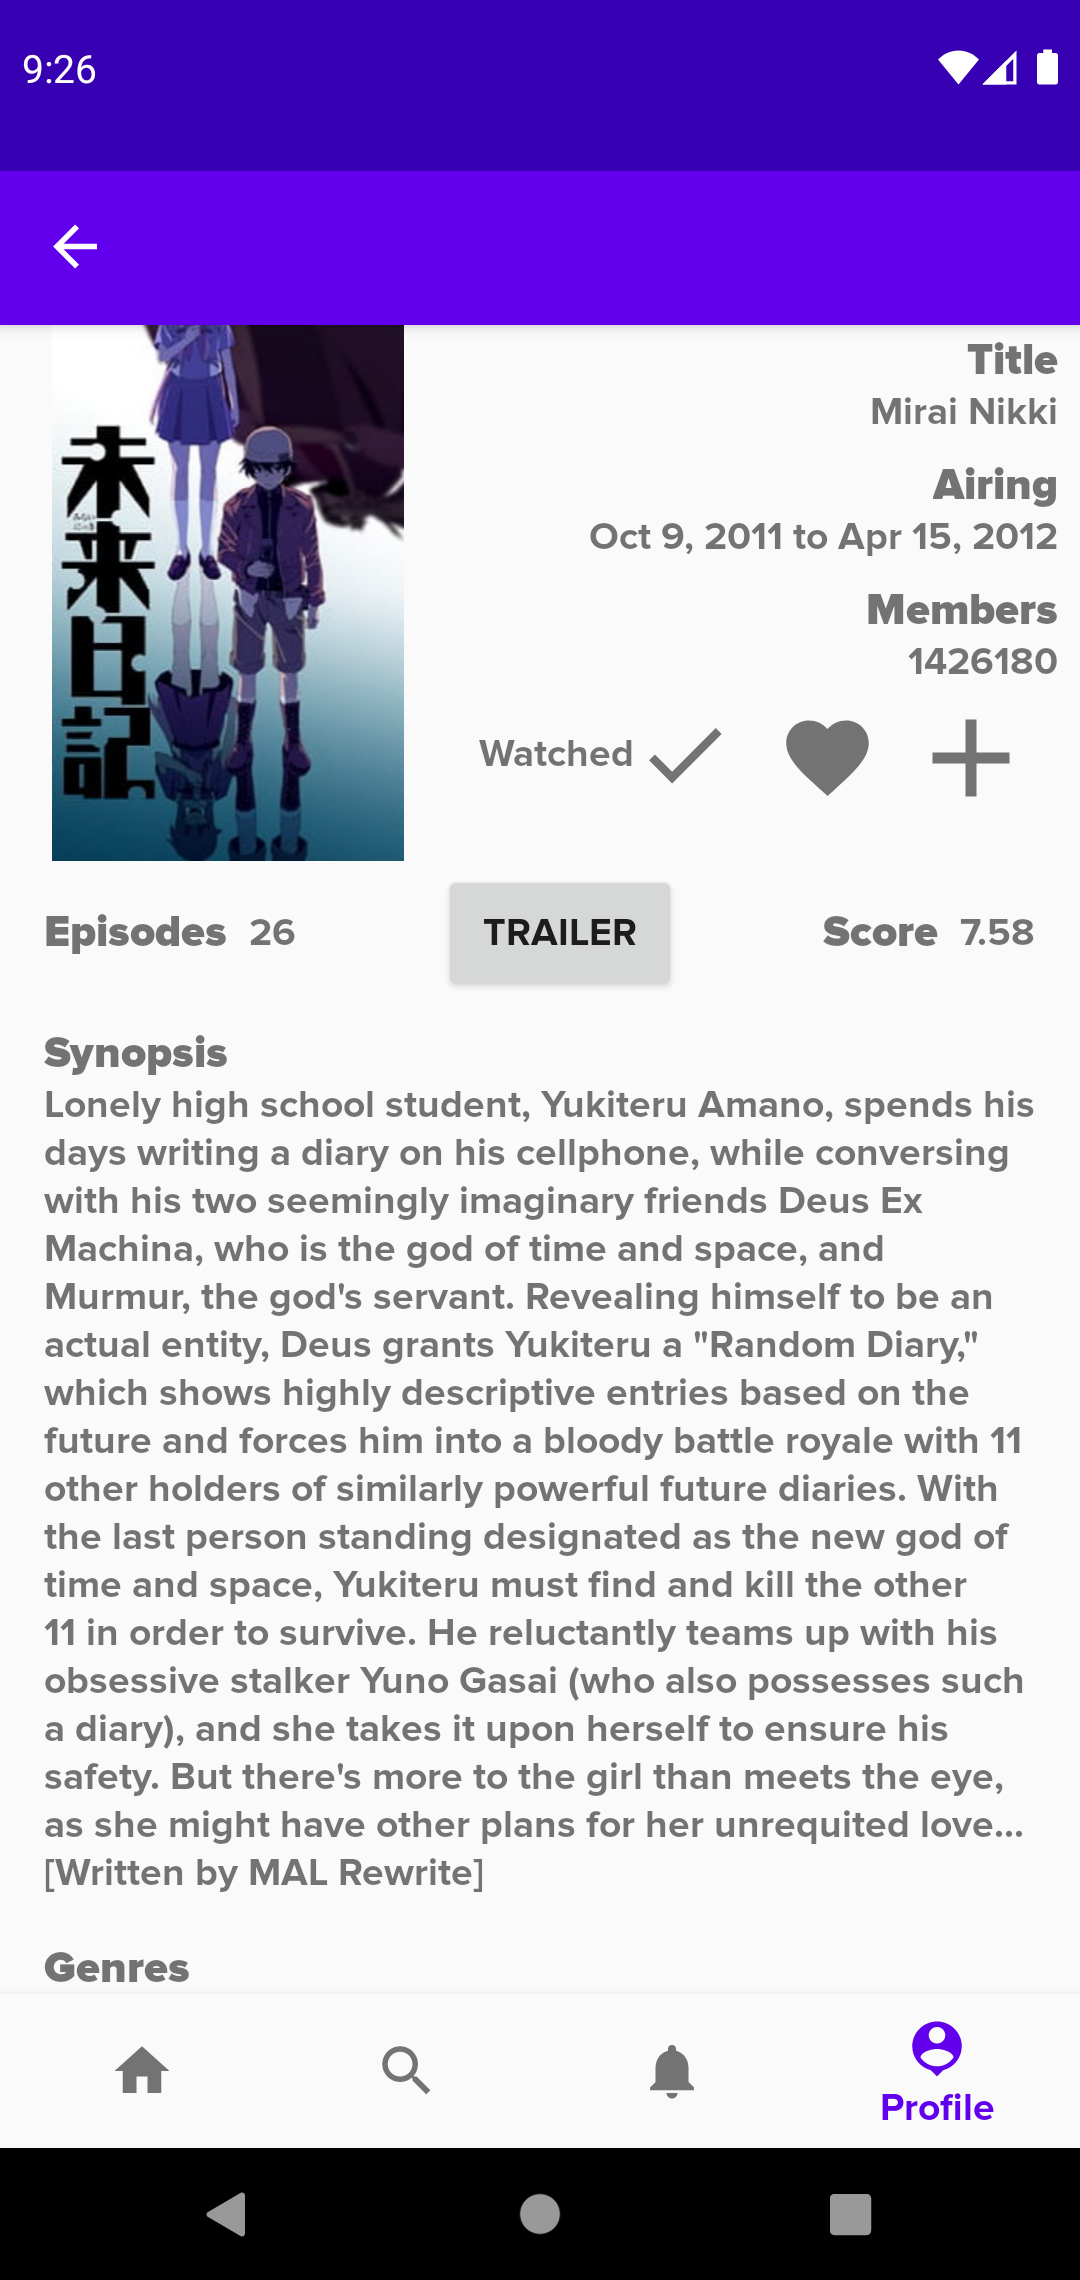 9:26
未来日記
Title
Mirai Nikki
Airing
Oct 9, 2011 to Apr 15, 2012
Members
1426180
Watched
Episodes 26
TRAILER
Score 7.58
Synopsis
Lonely high school student, Yukiteru Amano, spends his
days writing a diary on his cellphone, while conversing
with his two seemingly imaginary friends Deus Ex
Machina, who is the god of time and space, and
Murmur, the god's servant. Revealing himself to be an
actual entity, Deus grants Yukiteru a "Random Diary,"
which shows highly descriptive entries based on the
future and forces him into a bloody battle royale with 11
other holders of similarly powerful future diaries. With
the last person standing designated as the new god of
time and space, Yukiteru must find and kill the other
11 in order to survive. He reluctantly teams up with his
obsessive stalker Yuno Gasai (who also possesses such
a diary), and she takes it upon herself to ensure his
safety. But there's more to the girl than meets the eye,
as she might have other plans for her unrequited love...
[Written by MAL Rewrite]
Genres
Profile